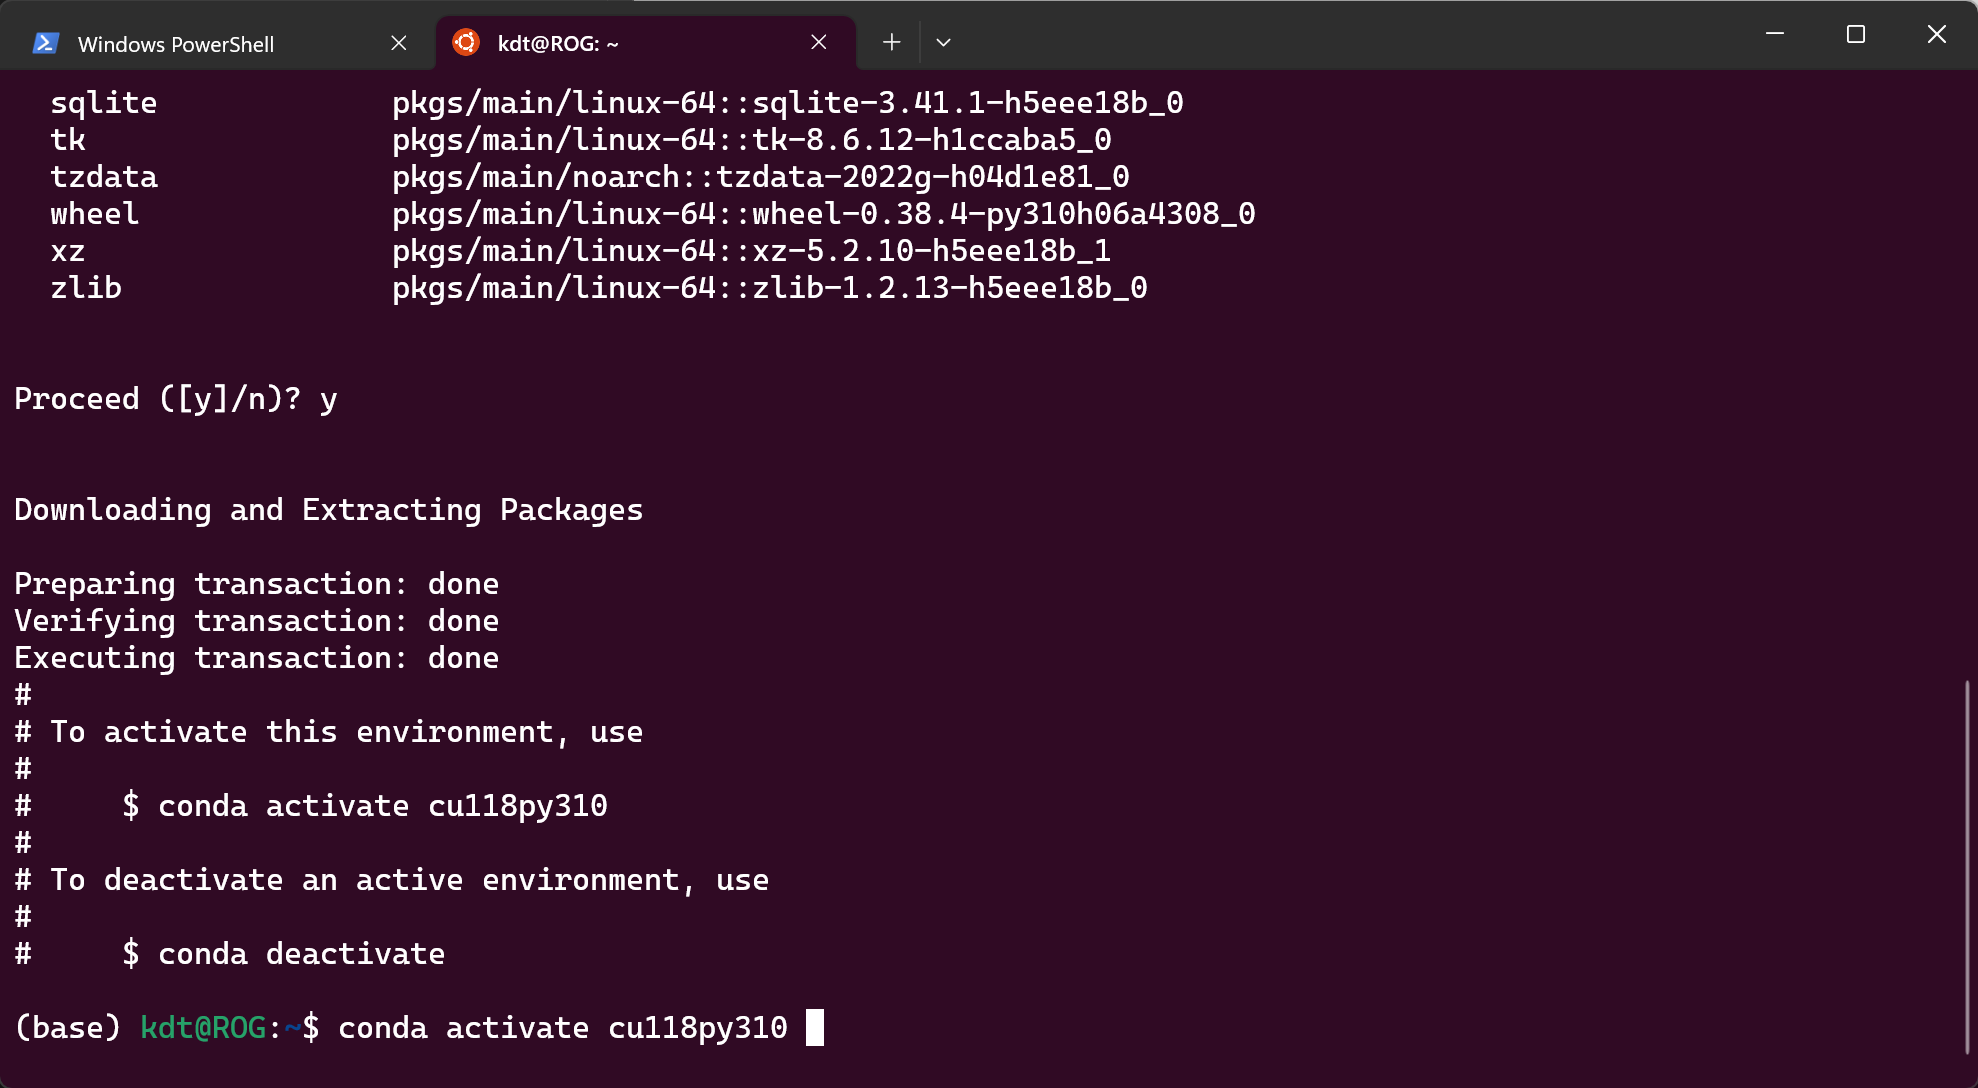 Windows PowerShell
kdt@ROG: ~
sqlite pkgs/main/linux-64::sqlite-3.41.1-h5eee18b_0
tk pkgs/main/linux-64::tk-8.6.12-h1ccaba5_0
tzdata pkgs/main/noarch::tzdata-2022g-h04d1e81_0
wheel pkgs/main/linux-64::wheel-0.38.4-py310h06a4308_0
xz pkgs/main/linux-64::xz-5.2.10-h5eee18b_1
zlib pkgs/main/linux-64::zlib-1.2.13-h5eee18b_0
Proceed ([y]/n)? y
Downloading and Extracting Packages
Preparing transaction: done
Verifying transaction: done
Executing transaction: done
#
# To activate this environment, use
#
#     $ conda activate cu118py310
#
# To deactivate an active environment, use
#
#     $ conda deactivate
(base) kdt@ROG:~$ conda activate cu118py310